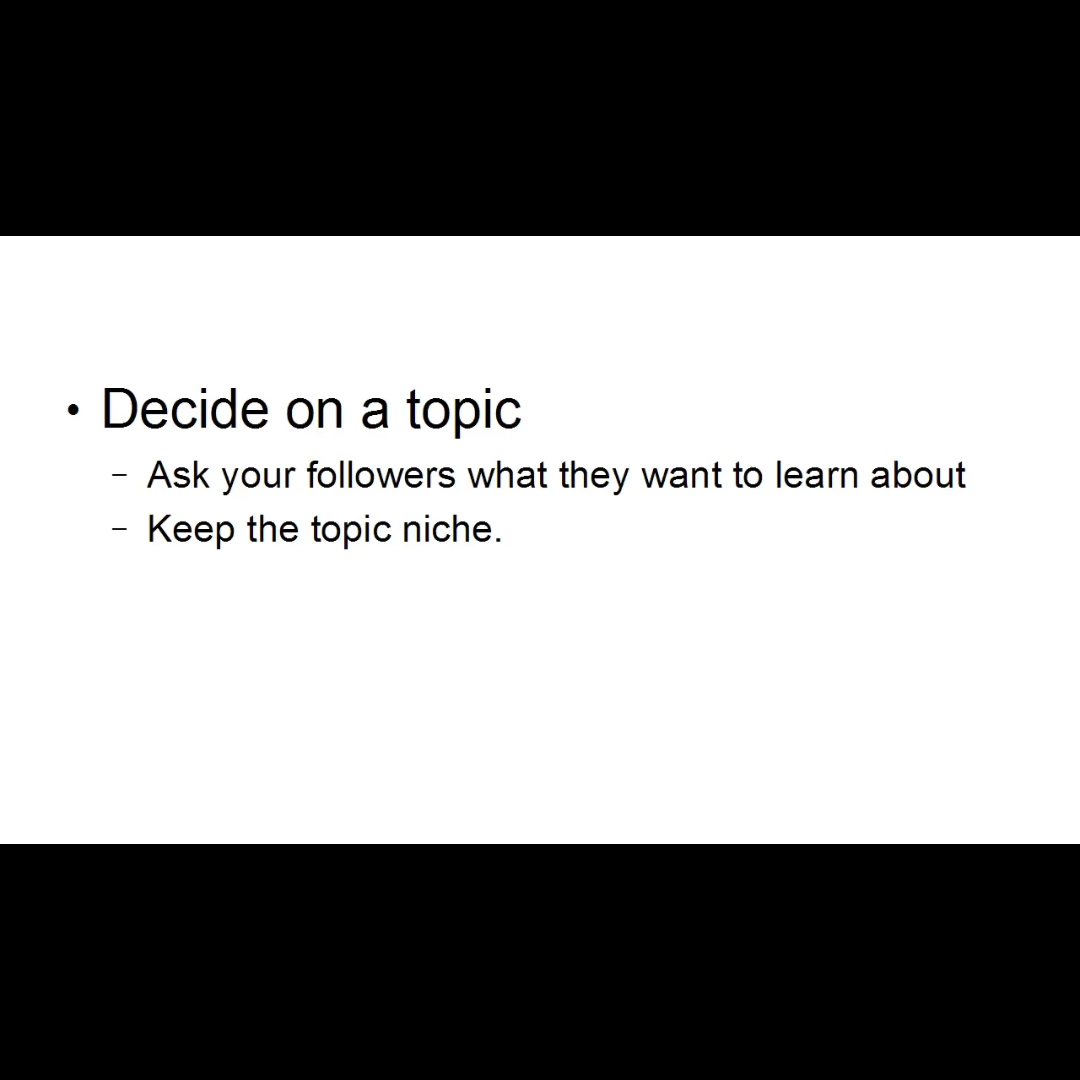 • Decide on a topic
– Ask your followers what they want to learn about
– Keep the topic niche.